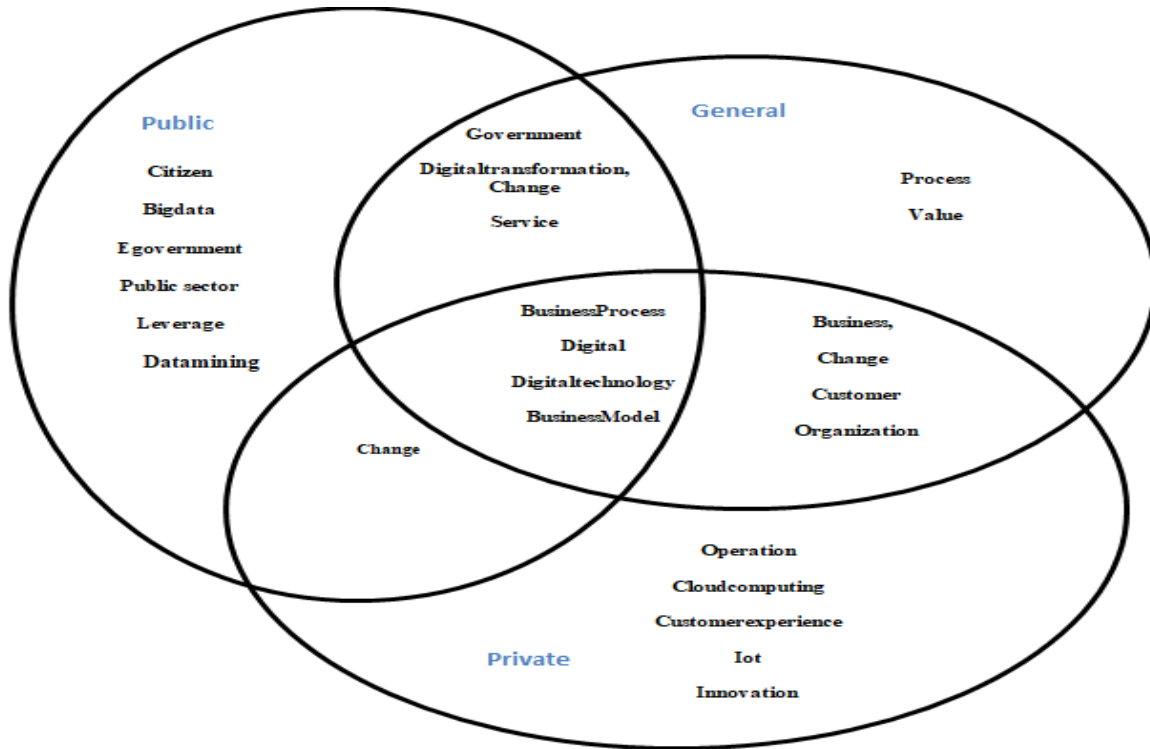 Public
Citizen
Bigdata
Egovernment
Public sector
Leverage
Datamining
Government
Digitaltransformation,
Change
Service
General
Process
Value
BusinessProcess
Digital
Digitaltechnology
BusinessModel
Business,
Change
Customer
Organization
Change
Private
Operation
Cloudcomputing
Customerexperience
Iot
Innovation